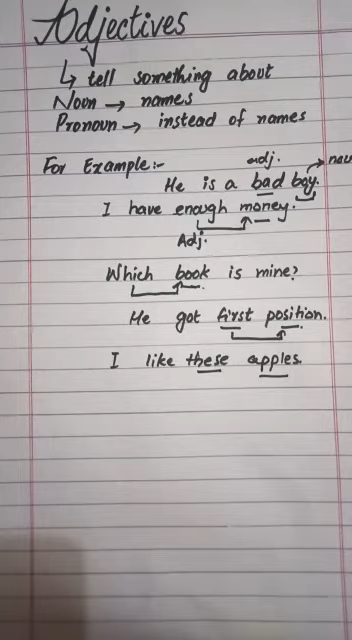 Adjectives
↳ tell something about
Noun → names
Pronoun → instead of names
For Example:-
adj.
He is a bad boy.
I have enough money.
Adj.
Which book is mine?
He got first position.
I like these apples.